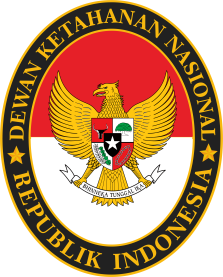 DEWAN KETAHANAN NASIONAL
BHINNEKA TUNGGAL IKA
REPUBLIK INDONESIA